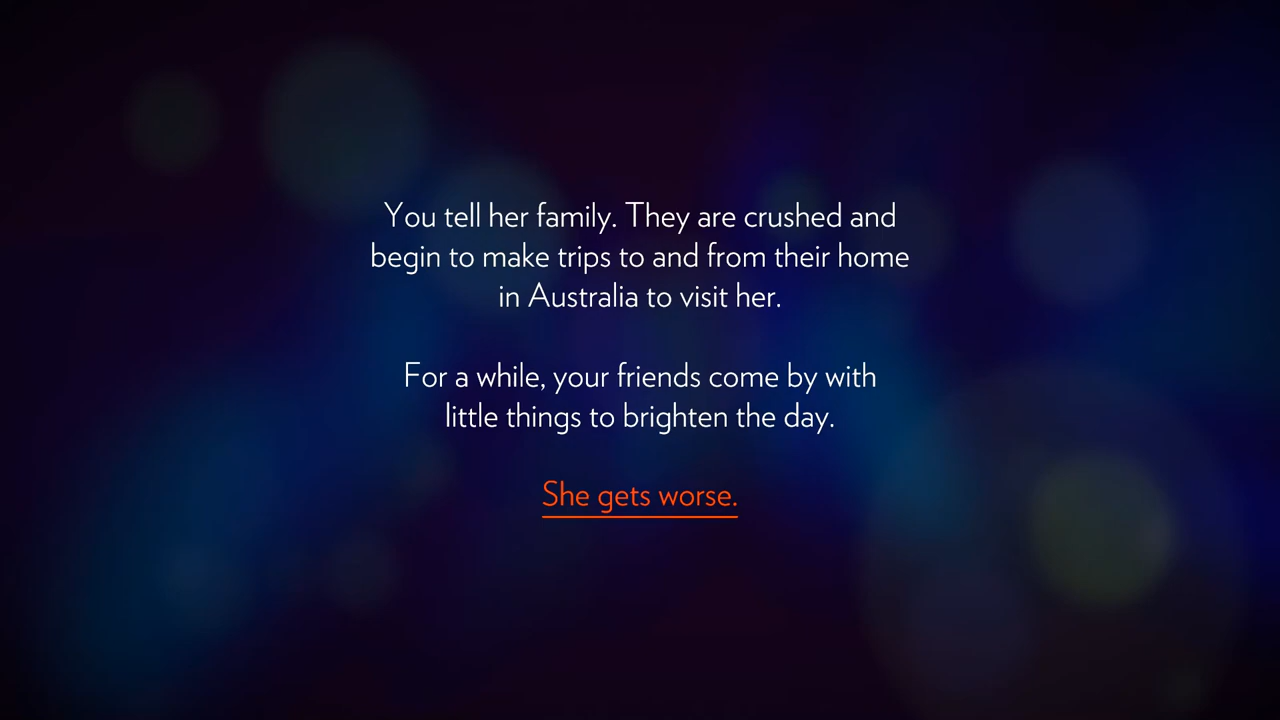 You tell her family. They are crushed and
begin to make trips to and from their home
in Australia to visit her.
For a while, your friends come by with
little things to brighten the day.
She gets worse.